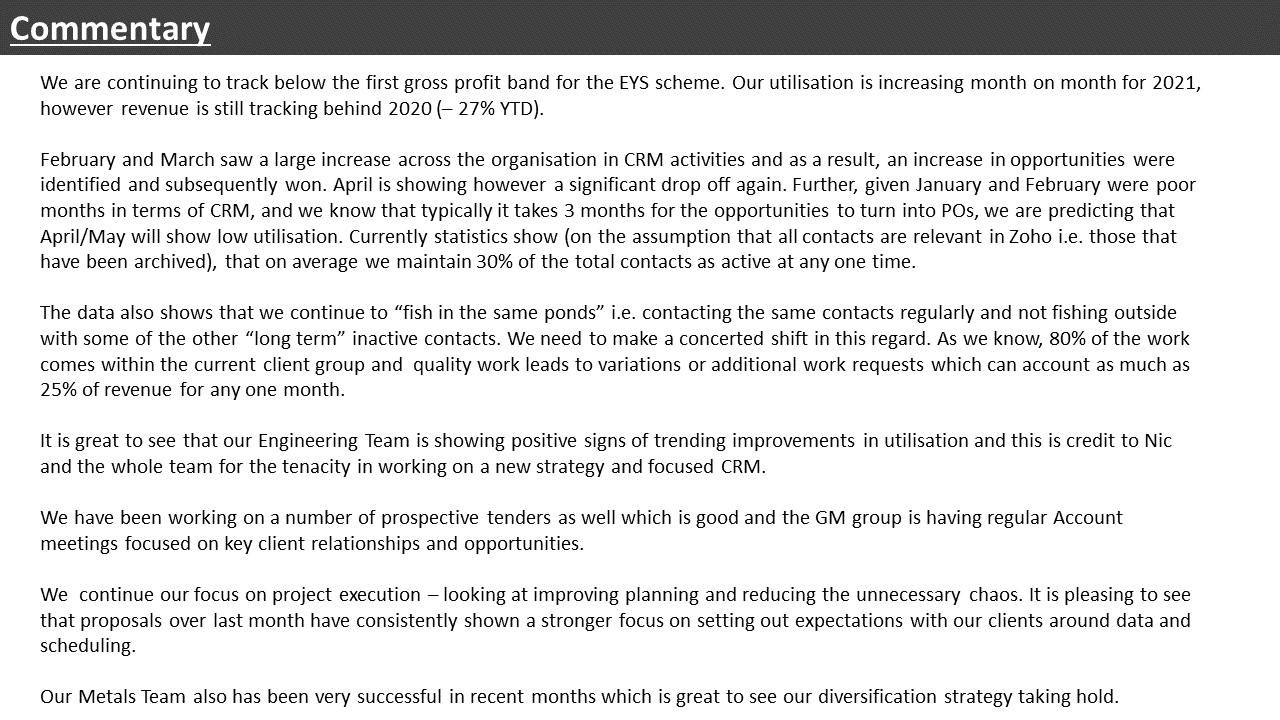 Commentary
We are continuing to track below the first gross profit band for the EYS scheme. Our utilisation is increasing month on month for 2021,
however revenue is still tracking behind 2020 (– 27% YTD).
February and March saw a large increase across the organisation in CRM activities and as a result, an increase in opportunities were
identified and subsequently won. April is showing however a significant drop off again. Further, given January and February were poor
months in terms of CRM, and we know that typically it takes 3 months for the opportunities to turn into POs, we are predicting that
April/May will show low utilisation. Currently statistics show (on the assumption that all contacts are relevant in Zoho i.e. those that
have been archived), that on average we maintain 30% of the total contacts as active at any one time.
The data also shows that we continue to “fish in the same ponds” i.e. contacting the same contacts regularly and not fishing outside
with some of the other “long term” inactive contacts. We need to make a concerted shift in this regard. As we know, 80% of the work
comes within the current client group and quality work leads to variations or additional work requests which can account as much as
25% of revenue for any one month.
It is great to see that our Engineering Team is showing positive signs of trending improvements in utilisation and this is credit to Nic
and the whole team for the tenacity in working on a new strategy and focused CRM.
We have been working on a number of prospective tenders as well which is good and the GM group is having regular Account
meetings focused on key client relationships and opportunities.
We continue our focus on project execution – looking at improving planning and reducing the unnecessary chaos. It is pleasing to see
that proposals over last month have consistently shown a stronger focus on setting out expectations with our clients around data and
scheduling.
Our Metals Team also has been very successful in recent months which is great to see our diversification strategy taking hold.